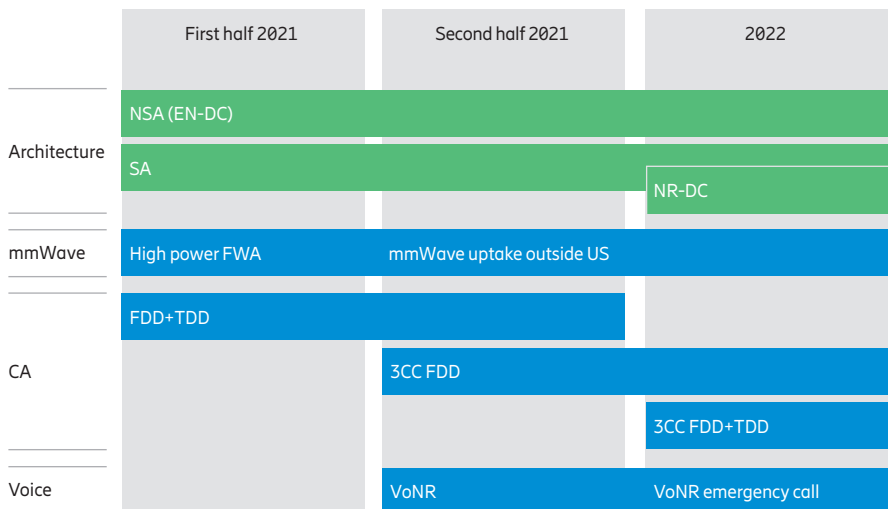 First half 2021
Second half 2021
2022
Architecture
NSA (EN-DC)
SA
NR-DC
mmWave
High power FWA
mmWave uptake outside US
CA
FDD+TDD
3CC FDD
3CC FDD+TDD
Voice
VoNR
VoNR emergency call